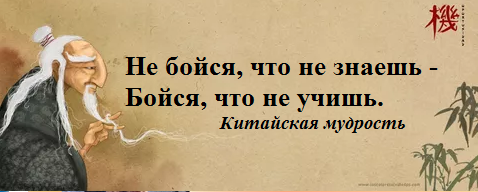 機
Не бойся, что не знаешь -
Бойся, что не учишь.
Китайская мудрость